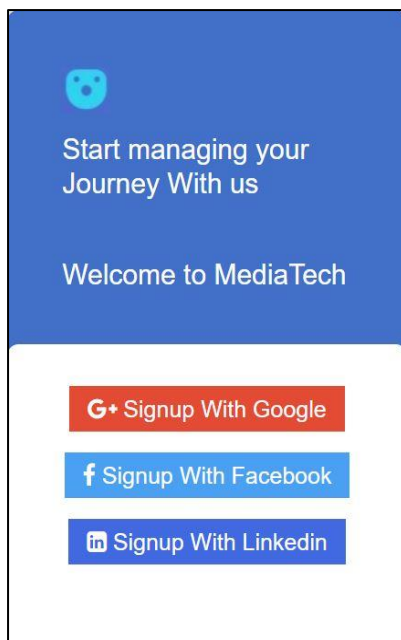 Start managing your
Journey With us
Welcome to MediaTech
G+ Signup With Google
f Signup With Facebook
in Signup With Linkedin